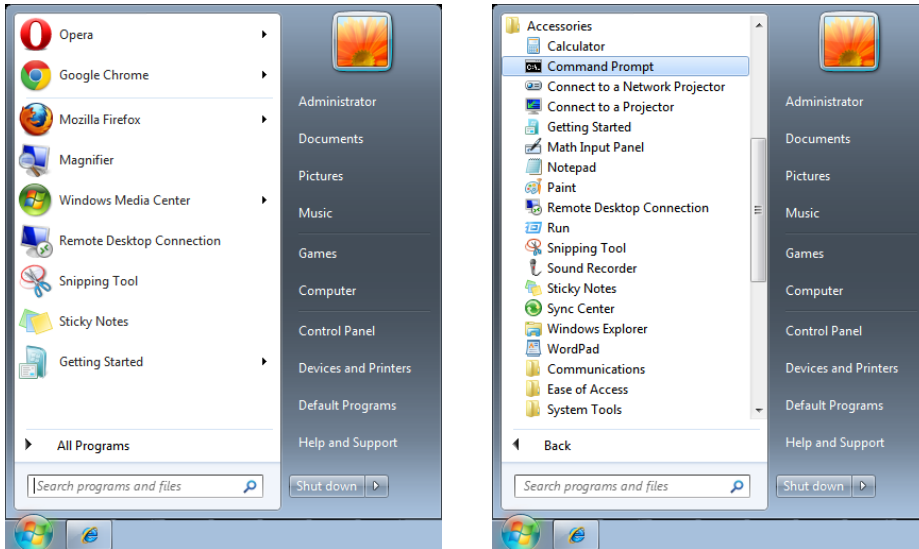 Opera
Google Chrome
Mozilla Firefox
Magnifier
Windows Media Center
Remote Desktop Connection
Snipping Tool
Sticky Notes
Getting Started
All Programs
Search programs and files
Administrator
Documents
Pictures
Music
Games
Computer
Control Panel
Devices and Printers
Default Programs
Help and Support
Shut down
Accessories
Calculator
C:\. Command Prompt
Connect to a Network Projector
Connect to a Projector
Getting Started
Math Input Panel
Notepad
Paint
Remote Desktop Connection
Run
Snipping Tool
Sound Recorder
Sticky Notes
Sync Center
Windows Explorer
WordPad
Communications
Ease of Access
System Tools
Back
Search programs and files
Administrator
Documents
Pictures
Music
Games
Computer
Control Panel
Devices and Printers
Default Programs
Help and Support
Shut down